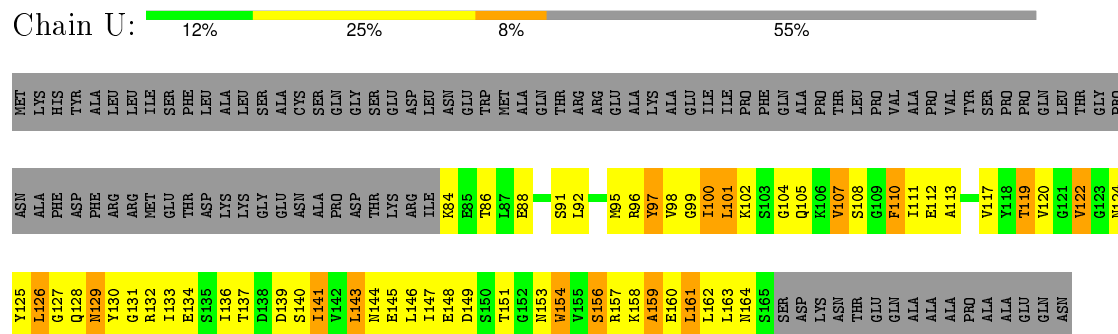 Chain U:
12% 25% 8% 55%
MET LYS HIS TYR ALA LEU LEU ILE SER PHE LEU ALA LEU SER ALA CYS SER GLN GLY SER GLU ASP LEU ASN GLU TRP MET ALA GLN THR ARG ARG GLU ALA LYS ALA GLU ILE ILE PRO PHE GLN ALA PRO THR LEU PRO VAL ALA PRO VAL TYR SER PRO PRO GLN LEU THR GLY PRO
ASN ALA PHE ASP PHE ARG ARG MET GLU THR ASP LYS LYS GLY GLU ASN ALA PRO ASP THR LYS ARG ILE K84 E85 T86 L87 E88 S91 L92 M95 R96 Y97 V98 G99 I100 L101 K102 S103 G104 Q105 K106 V107 S108 G109 F110 I111 E112 A113 V117 Y118 T119 V120 G121 V122 G123 N124
Y125 L126 G127 Q128 N129 Y130 G131 R132 I133 E134 S135 I136 T137 D138 D139 S140 I141 V142 L143 N144 E145 L146 I147 E148 D149 S150 T151 G152 N153 W154 V155 S156 R157 K158 A159 E160 L161 L162 L163 N164 S165 SER ASP LYS ASN THR GLU GLN ALA ALA ALA ALA PRO ALA ALA GLU GLN ASN